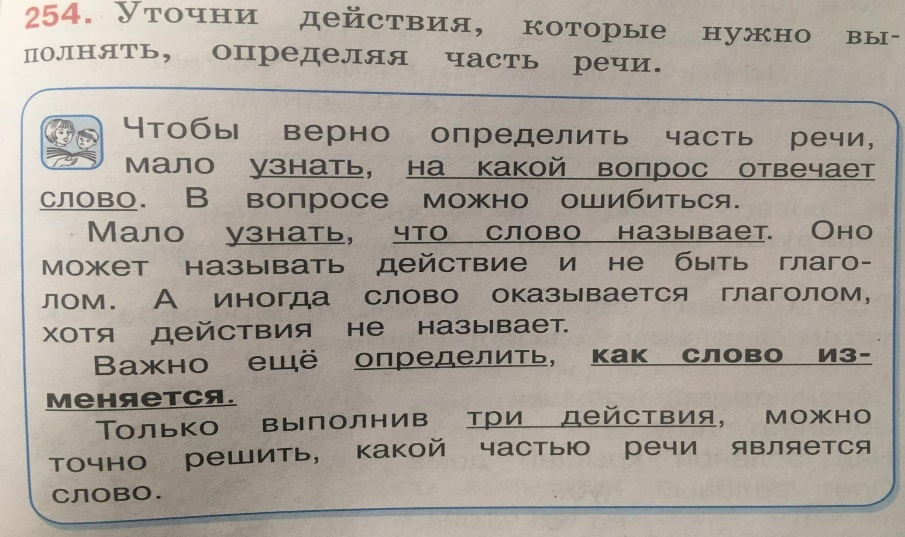 254. Уточни действия, которые нужно вы-
полнять, определяя часть речи.
Чтобы верно определить часть речи,
мало узнать, на какой вопрос отвечает
слово. В вопросе можно ошибиться.
Мало узнать, что слово называет. Оно
может называть действие и не быть глаго-
лом. А иногда слово оказывается глаголом,
хотя действия не называет.
Важно ещё определить, как слово из-
меняется.
Только выполнив три действия, можно
точно решить, какой частью речи является
слово.